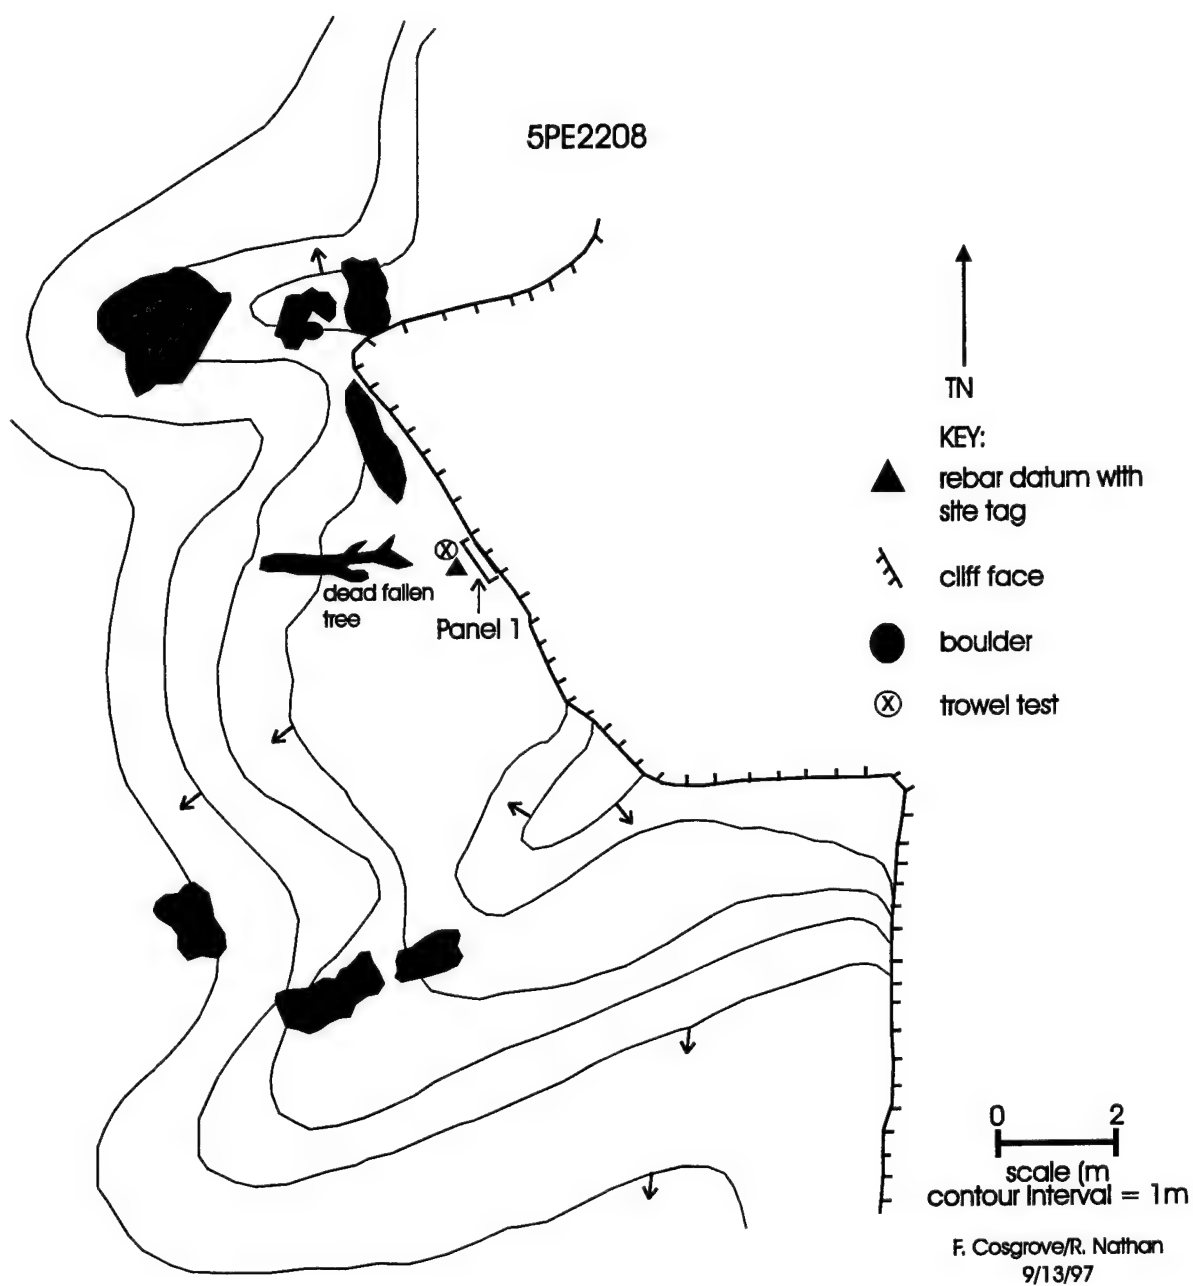 5PE2208
TN
KEY:
rebar datum with
site tag
cliff face
boulder
trowel test
dead fallen
tree
Panel 1
0 2
scale (m
contour interval = 1m
F. Cosgrove/R. Nathan
9/13/97